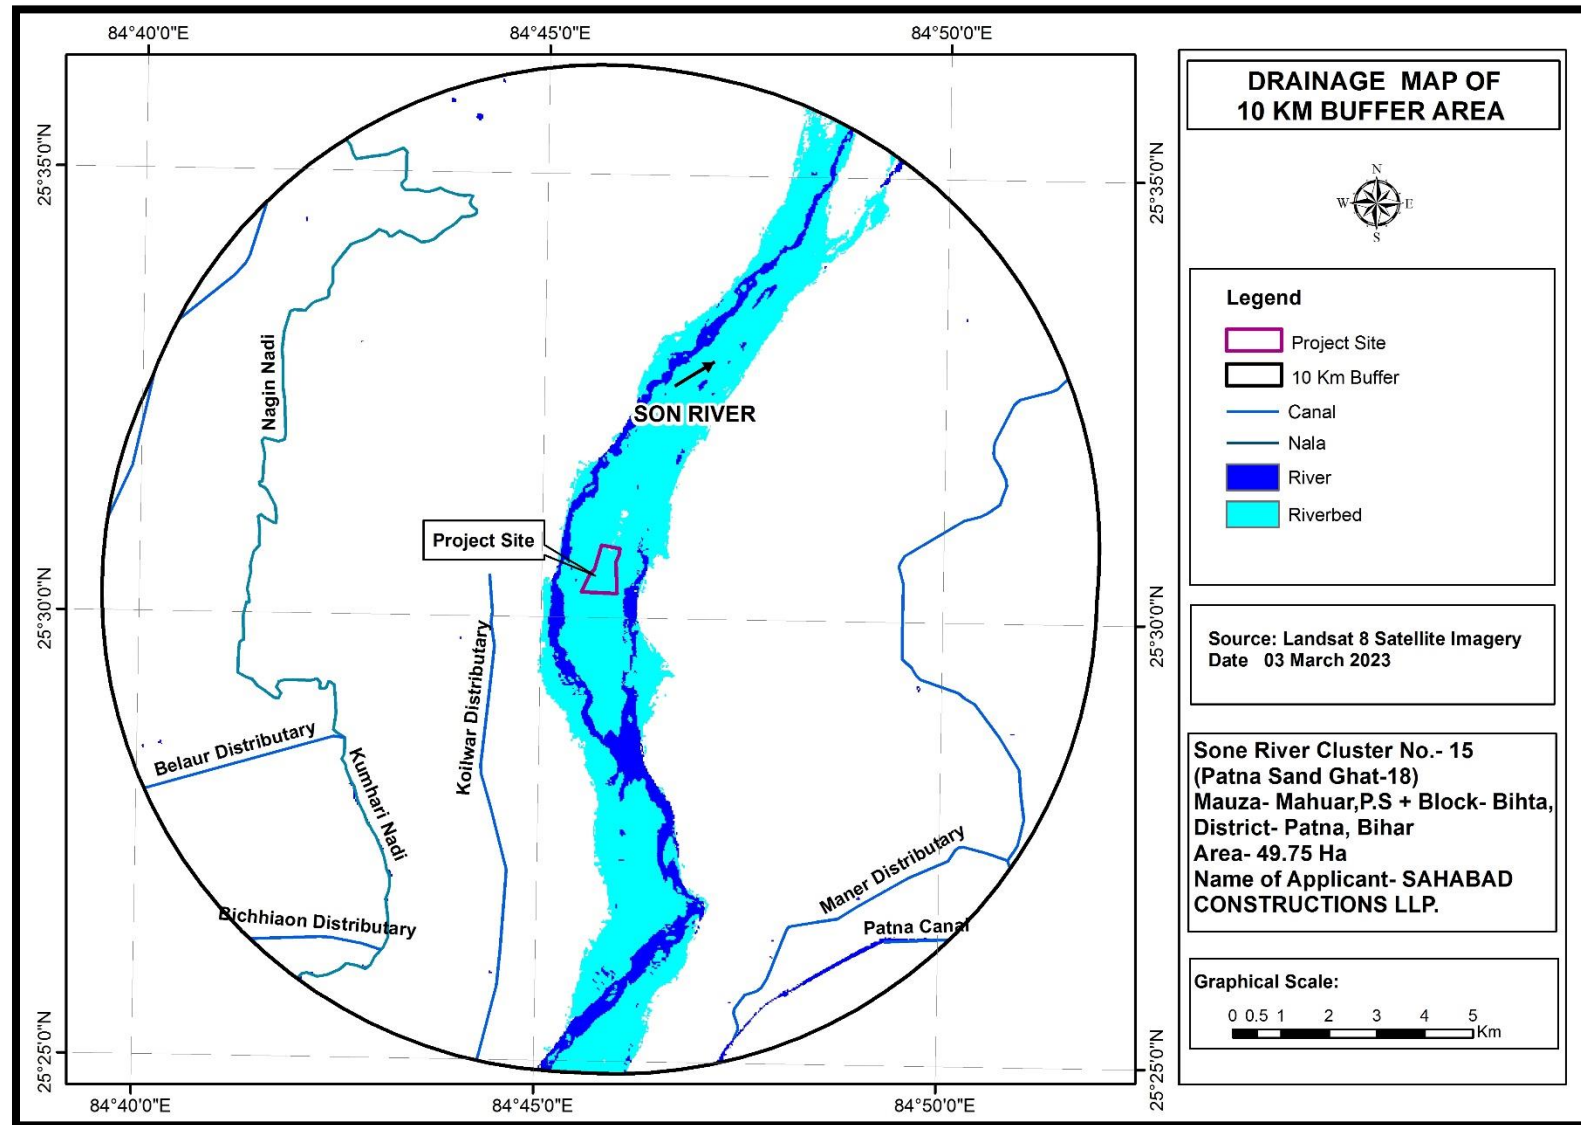 84°40'0"E
84°45'0"E
84°50'0"E
25°35'0"N
25°35'0"N
25°30'0"N
25°30'0"N
25°25'0"N
25°25'0"N
84°40'0"E
84°45'0"E
84°50'0"E
Nagin Nadi
SON RIVER
Project Site
Koilwar Distributary
Belaur Distributary
Kumhari Nadi
Bichhiaon Distributary
Maner Distributary
Patna Canal
DRAINAGE MAP OF
10 KM BUFFER AREA
N
W E
S
Legend
Project Site
10 Km Buffer
Canal
Nala
River
Riverbed
Source: Landsat 8 Satellite Imagery
Date 03 March 2023
Sone River Cluster No.- 15
(Patna Sand Ghat-18)
Mauza- Mahuar,P.S + Block- Bihta,
District- Patna, Bihar
Area- 49.75 Ha
Name of Applicant- SAHABAD
CONSTRUCTIONS LLP.
Graphical Scale:
0 0.5 1 2 3 4 5
Km